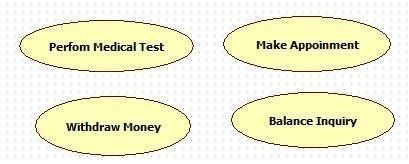 Perfom Medical Test
Make Appoinment
Withdraw Money
Balance Inquiry